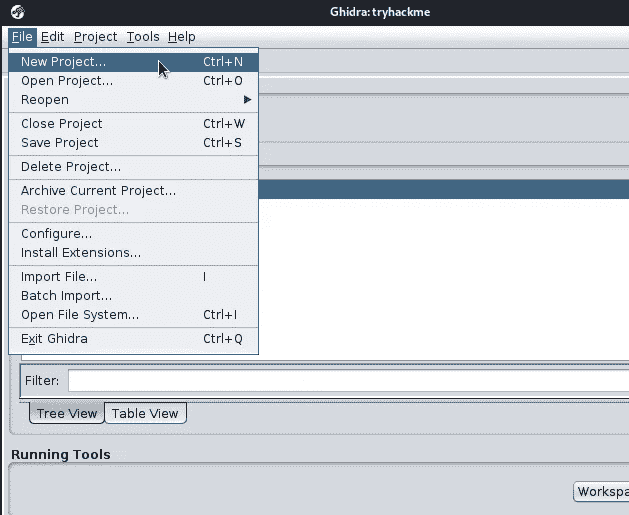 Ghidra: tryhackme
File Edit Project Tools Help
New Project... Ctrl+N
Open Project... Ctrl+O
Reopen
Close Project Ctrl+W
Save Project Ctrl+S
Delete Project...
Archive Current Project...
Restore Project...
Configure...
Install Extensions...
Import File... I
Batch Import...
Open File System... Ctrl+I
Exit Ghidra Ctrl+Q
Filter:
Tree View Table View
Running Tools
Workspa